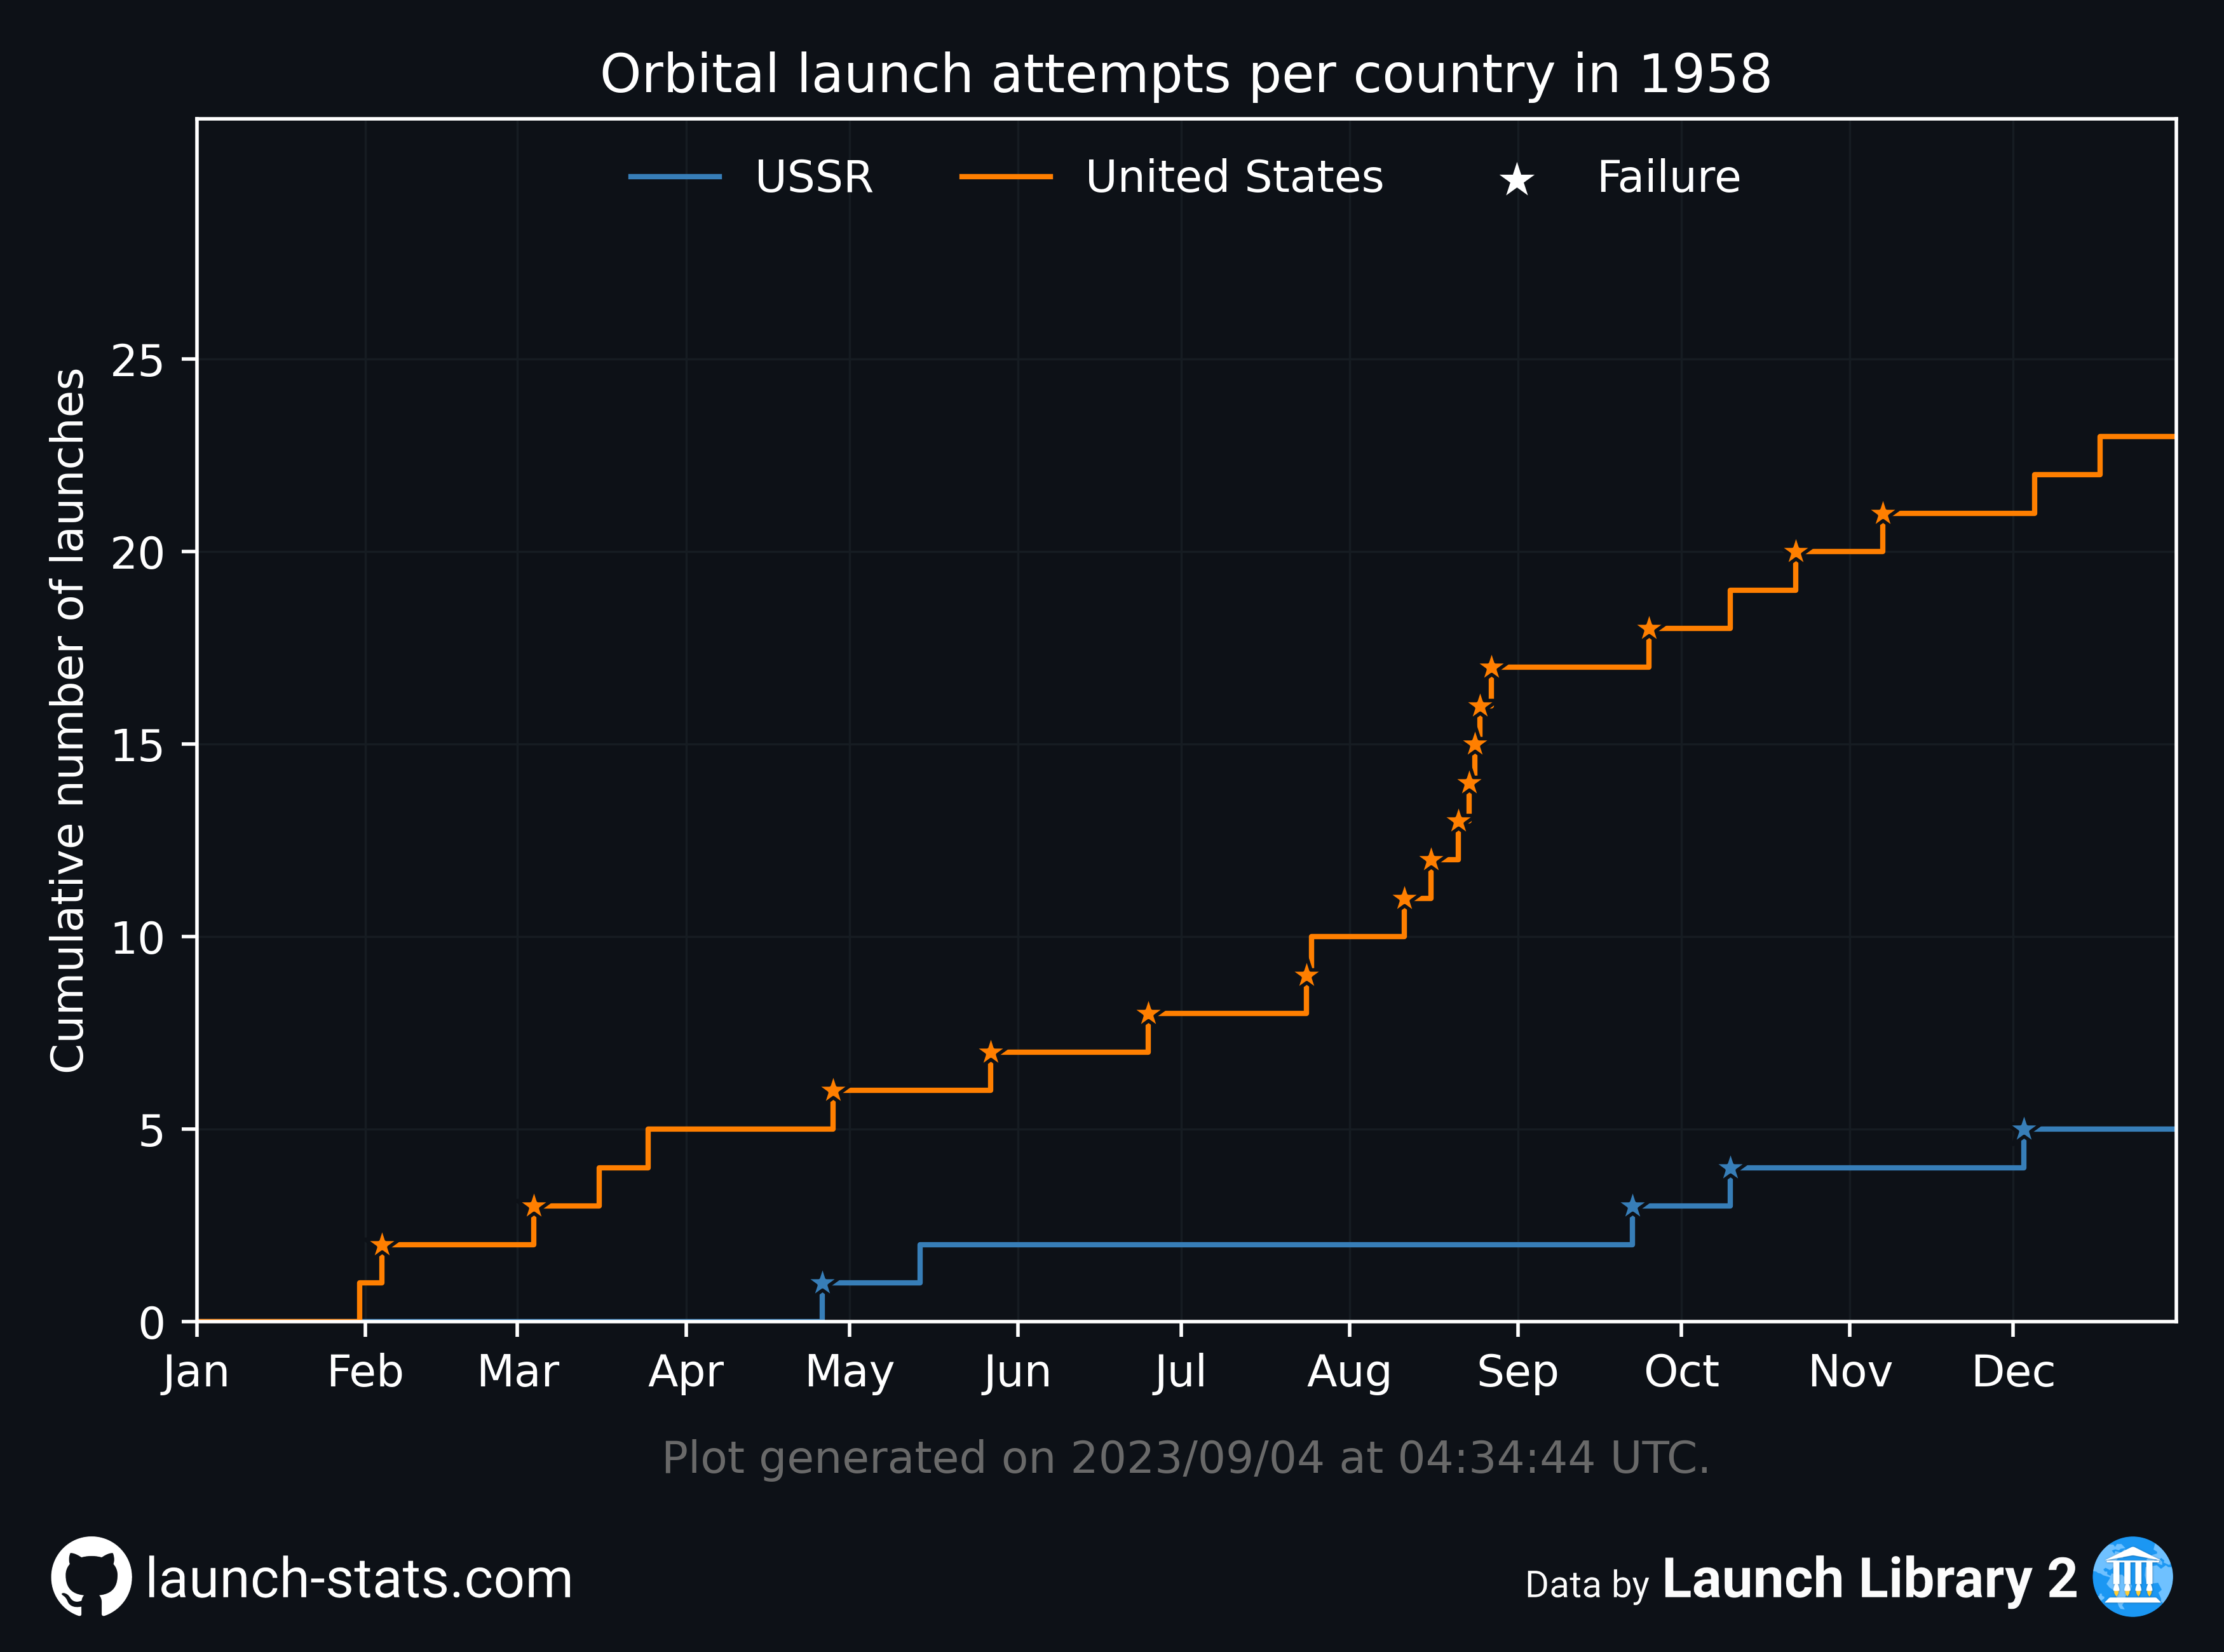 Orbital launch attempts per country in 1958
USSR United States Failure
Cumulative number of launches
25
20
15
10
5
0
Jan Feb Mar Apr May Jun Jul Aug Sep Oct Nov Dec
Plot generated on 2023/09/04 at 04:34:44 UTC.
launch-stats.com
Data by Launch Library 2